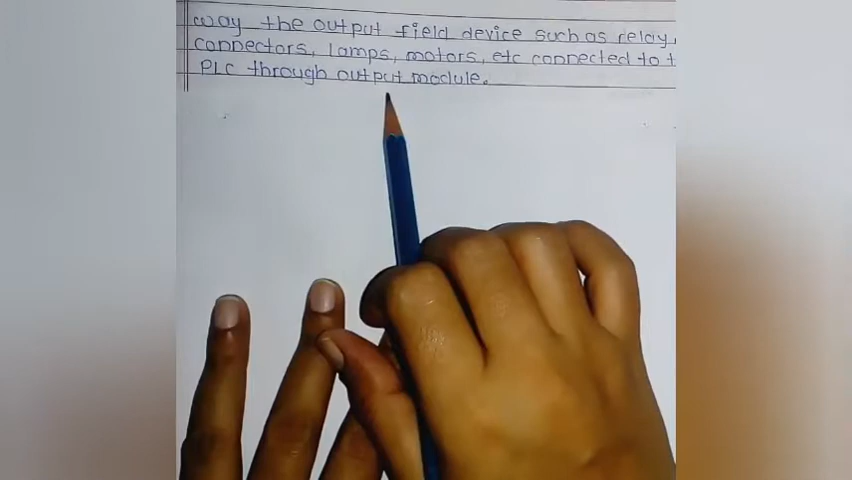 way the output field device such as relay,
connectors, lamps, motors, etc connected to t
PLC through output module.